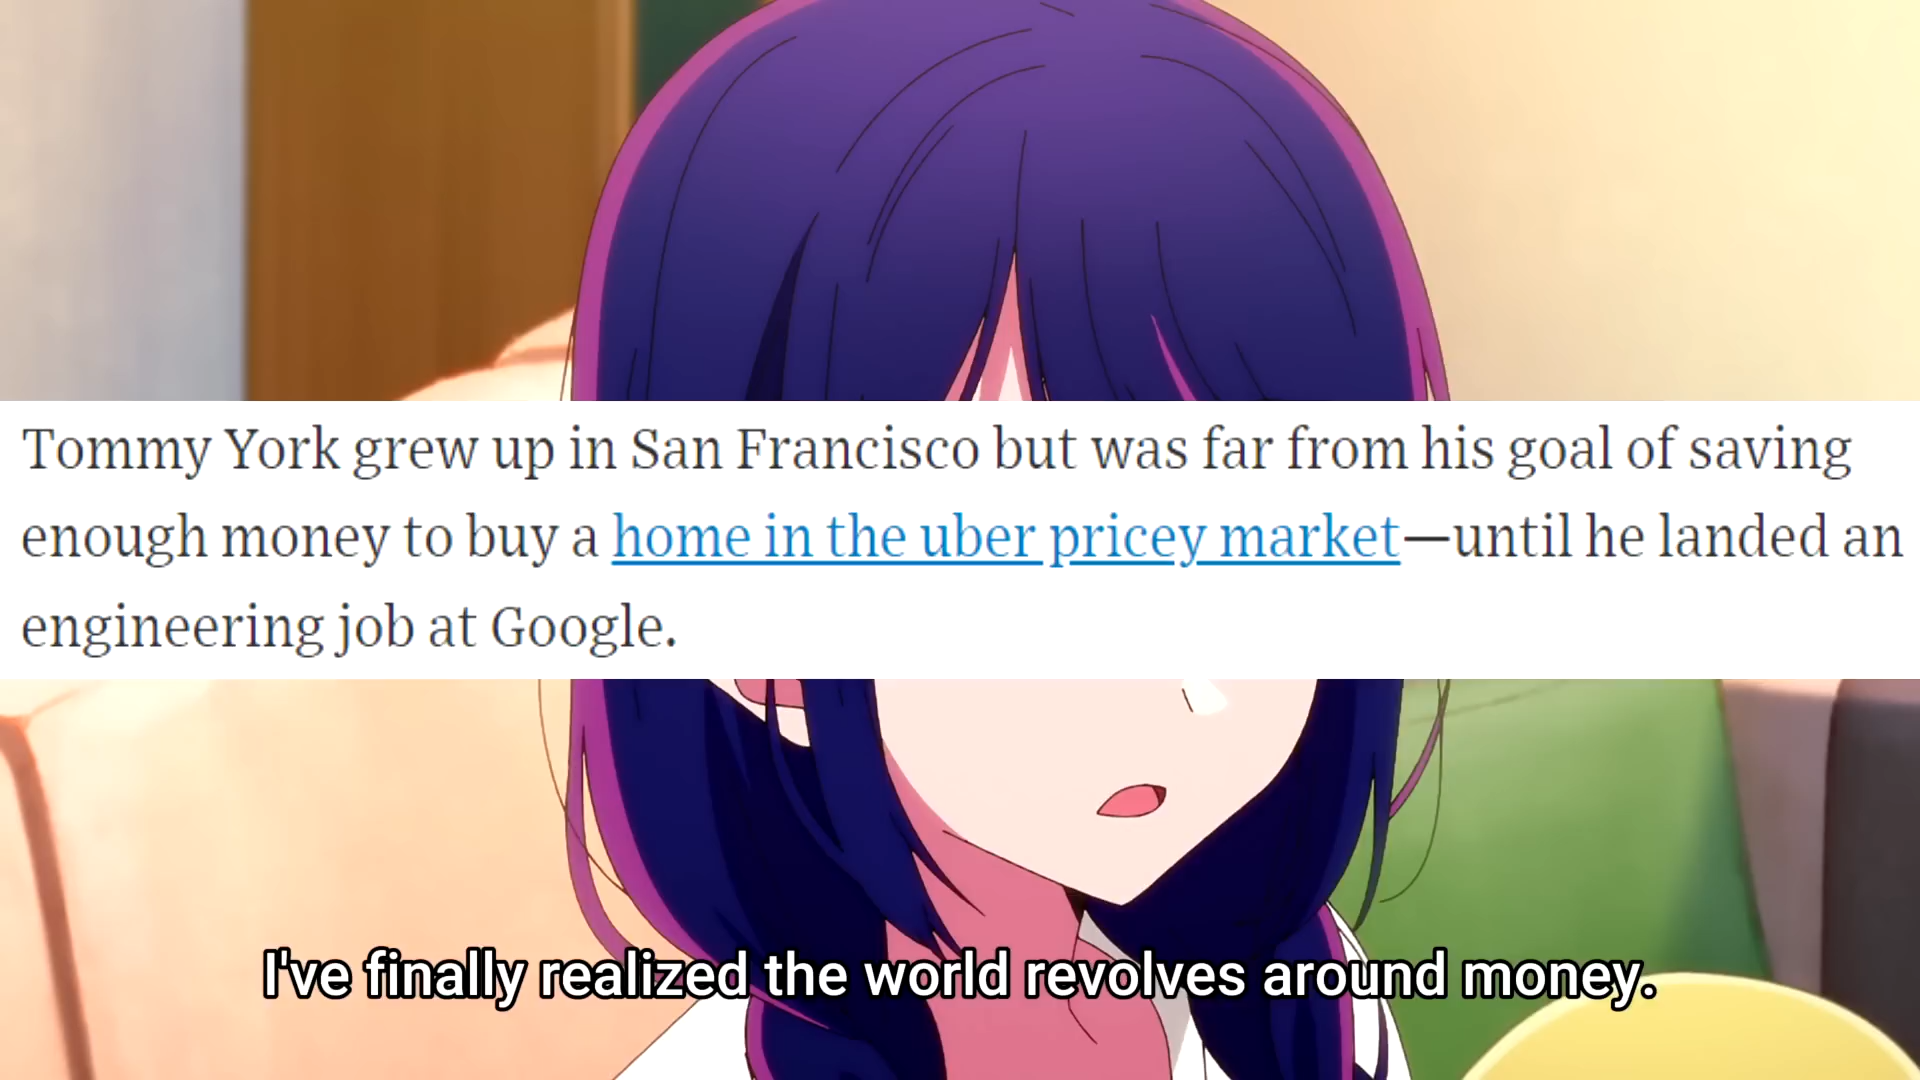 Tommy York grew up in San Francisco but was far from his goal of saving
enough money to buy a home in the uber pricey market—until he landed an
engineering job at Google.
I've finally realized the world revolves around money.